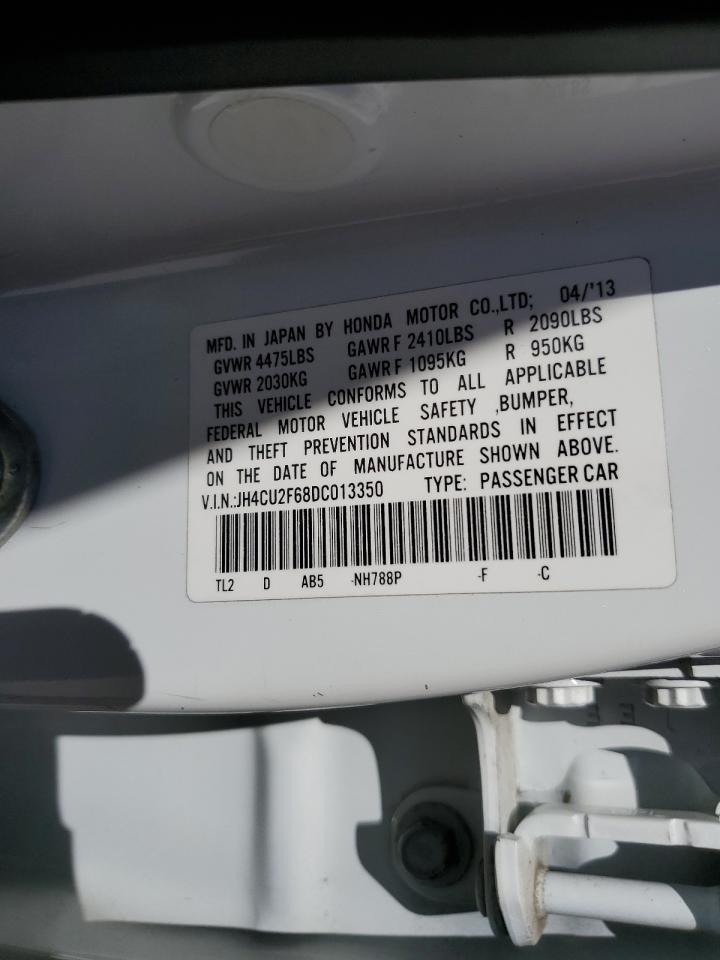 MFD. IN JAPAN BY HONDA MOTOR CO.,LTD; 04/'13
GVWR 4475LBS GAWR F 2410LBS R 2090LBS
GVWR 2030KG GAWR F 1095KG R 950KG
THIS VEHICLE CONFORMS TO ALL APPLICABLE
FEDERAL MOTOR VEHICLE SAFETY ,BUMPER,
AND THEFT PREVENTION STANDARDS IN EFFECT
ON THE DATE OF MANUFACTURE SHOWN ABOVE.
V.I.N.:JH4CU2F68DC013350 TYPE: PASSENGER CAR
TL2 D AB5 -NH788P -F -C